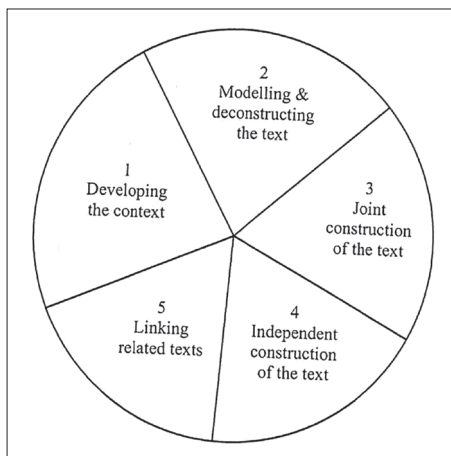 1
Developing
the context
2
Modelling &
deconstructing
the text
3
Joint
construction
of the text
4
Independent
construction
of the text
5
Linking
related texts